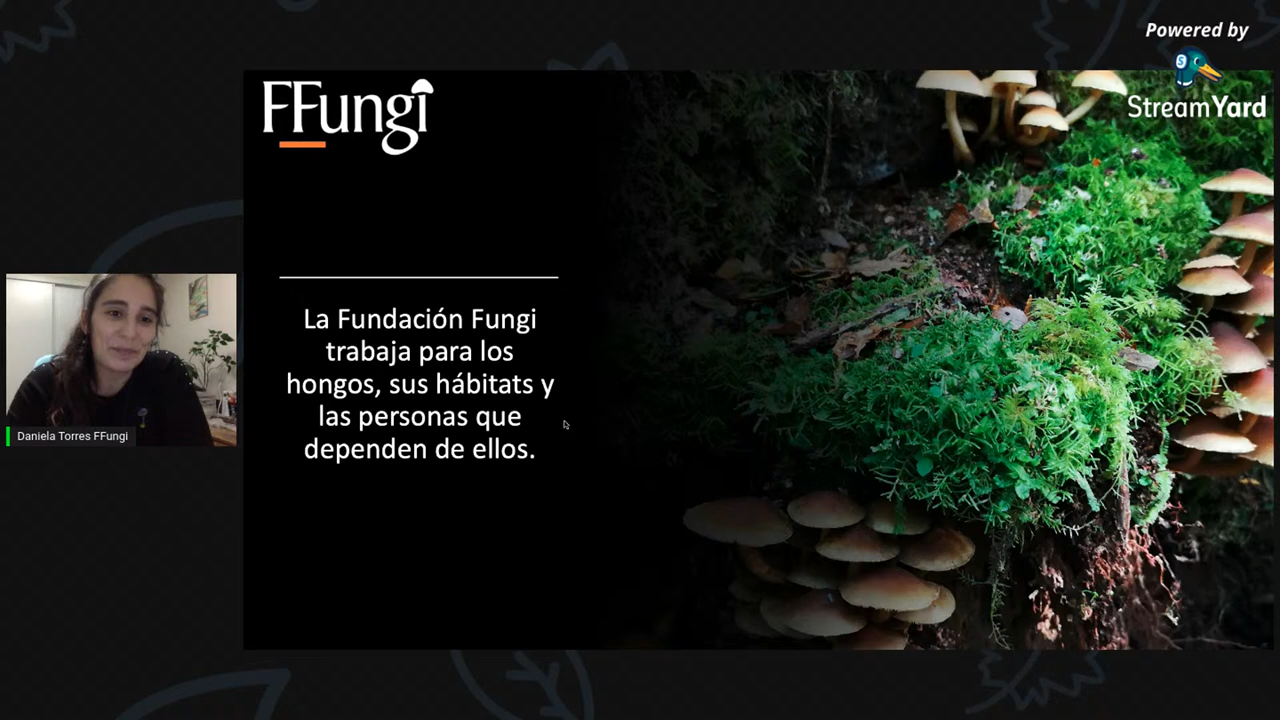 Powered by
StreamYard
FFungi
La Fundación Fungi
trabaja para los
hongos, sus hábitats y
las personas que
dependen de ellos.
Daniela Torres FFungi